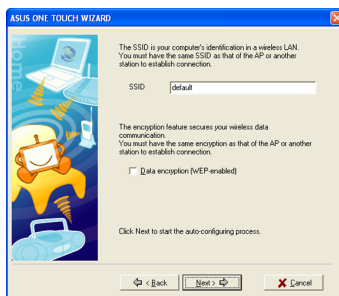 ASUS ONE TOUCH WIZARD
Home
The SSID is your computer's identification in a wireless LAN.
You must have the same SSID as that of the AP or another
station to establish connection.
SSID
default
The encryption feature secures your wireless data
communication.
You must have the same encryption as that of the AP or another
station to establish connection.
Data encryption (WEP-enabled)
Click Next to start the auto-configuring process.
< Back
Next >
Cancel